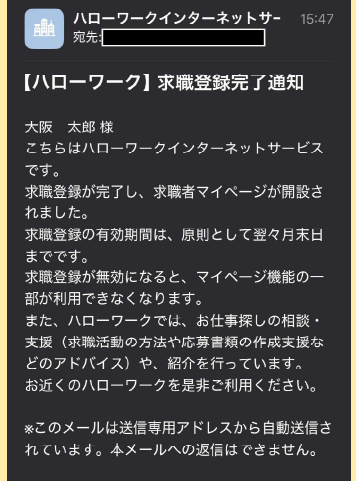 ハローワークインターネットサー
15:47
宛先:
【ハローワーク】求職登録完了通知
大阪　太郎 様
こちらはハローワークインターネットサービス
です。
求職登録が完了し、求職者マイページが開設さ
れました。
求職登録の有効期間は、原則として翌々月末日
までです。
求職登録が無効になると、マイページ機能の一
部が利用できなくなります。
また、ハローワークでは、お仕事探しの相談・
支援（求職活動の方法や応募書類の作成支援な
どのアドバイス）や、紹介を行っています。
お近くのハローワークを是非ご利用ください。
※このメールは送信専用アドレスから自動送信さ
れています。本メールへの返信はできません。